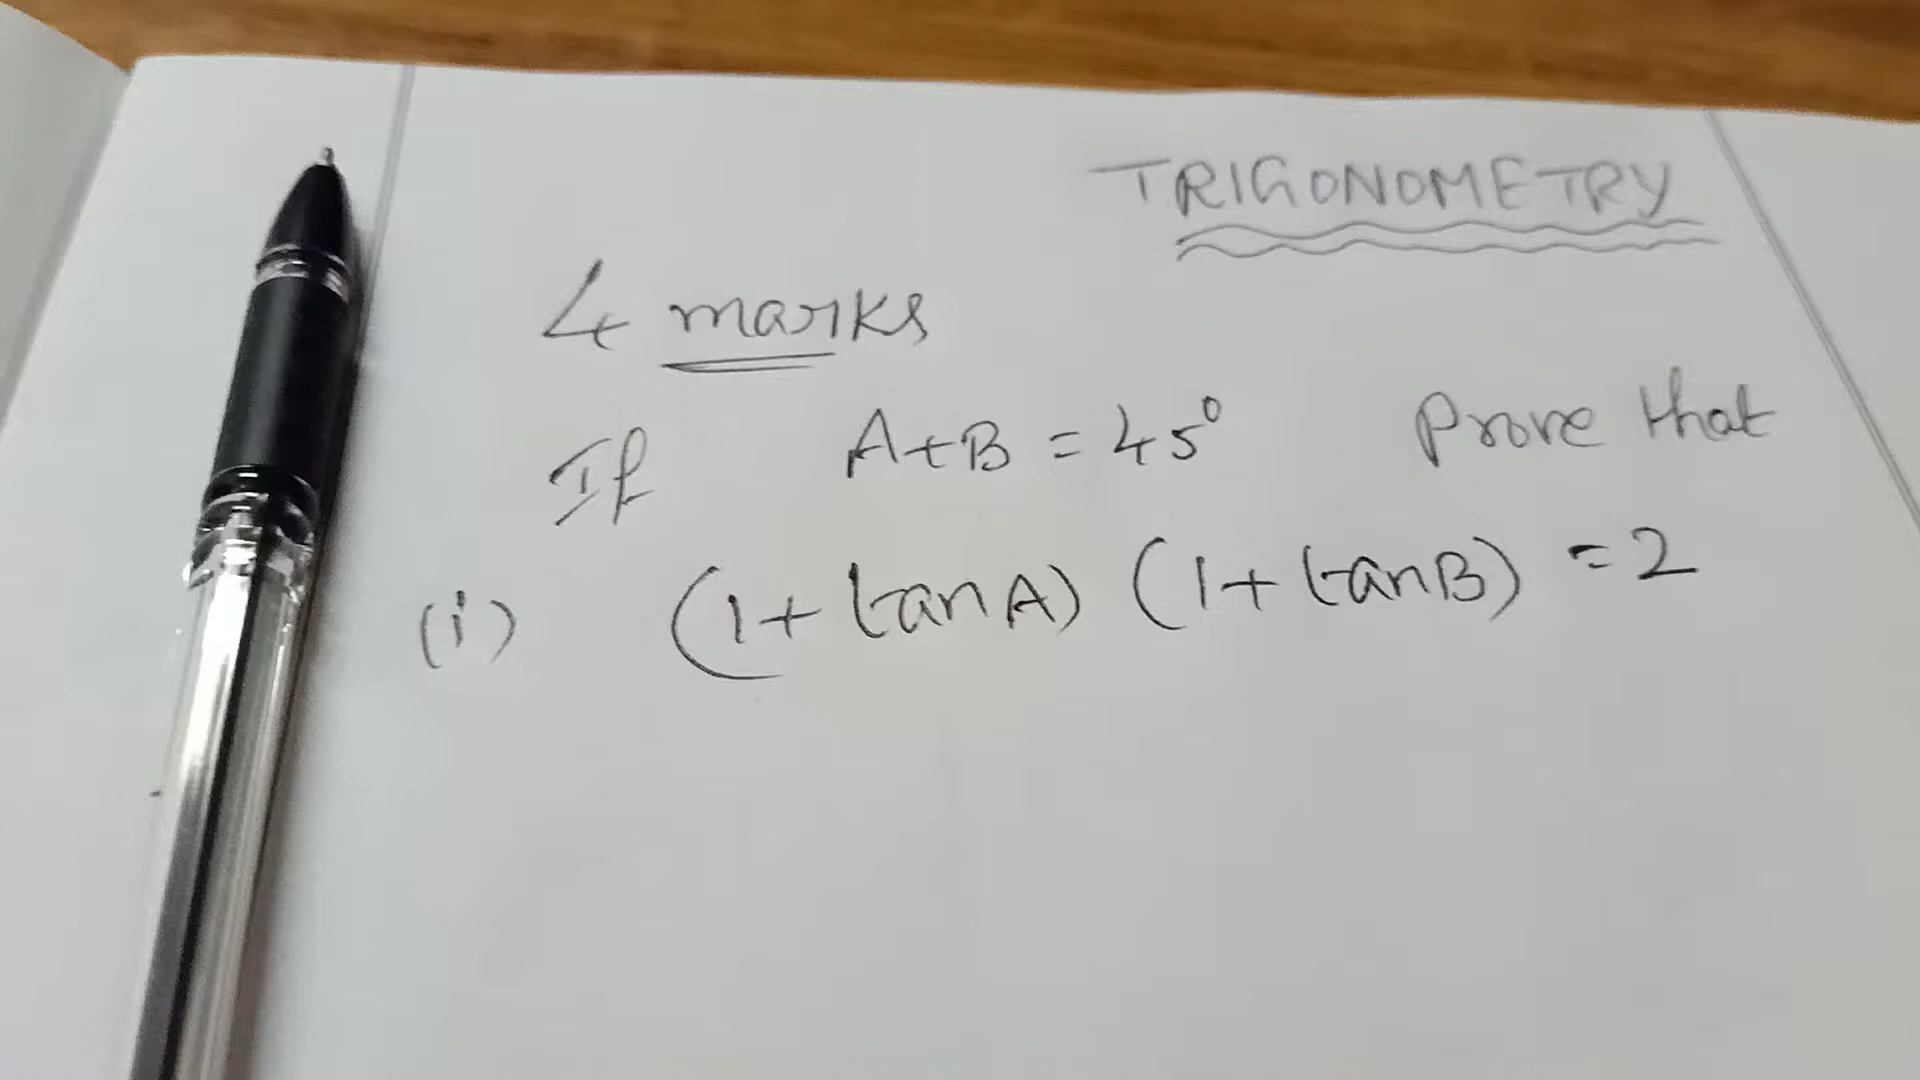 TRIGONOMETRY
4 marks
If A+B = 45° Prove that
(i) (1+tanA) (1+tanB) = 2